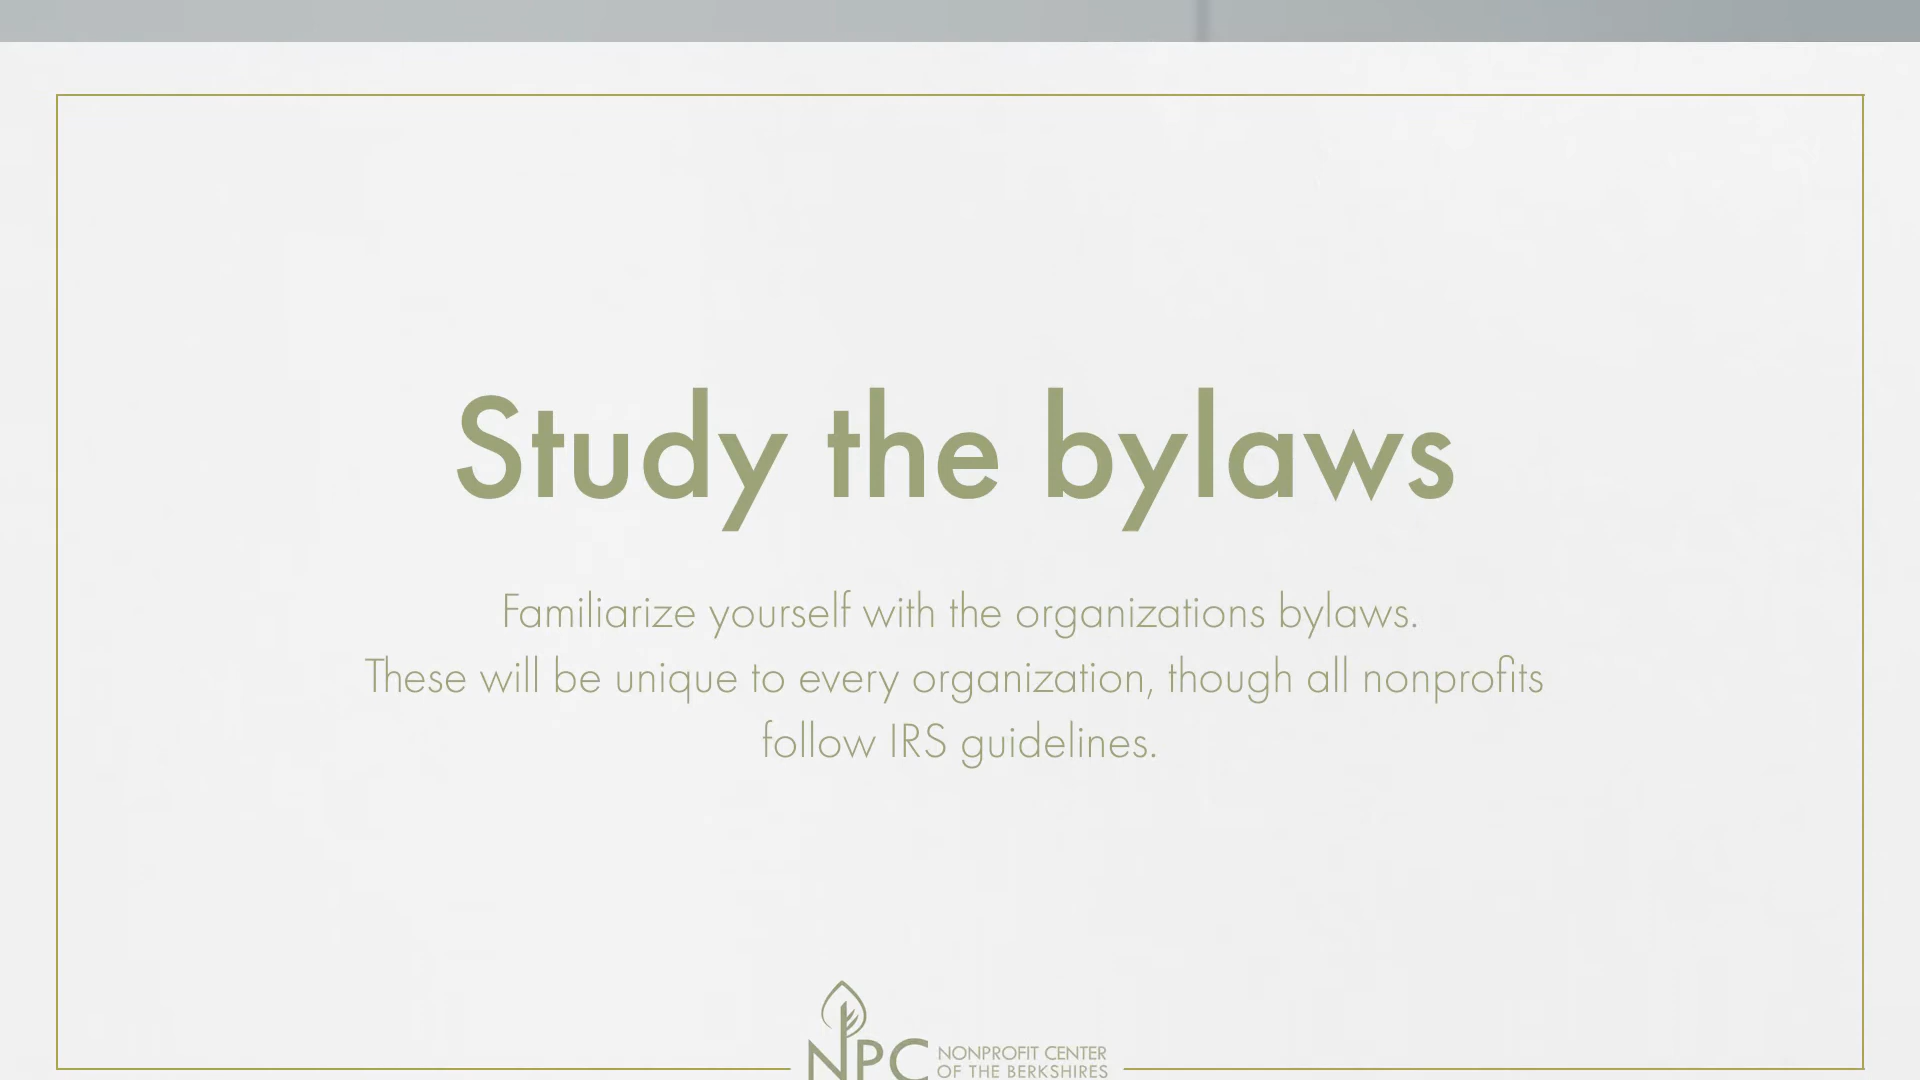 Study the bylaws
Familiarize yourself with the organizations bylaws.
These will be unique to every organization, though all nonprofits
follow IRS guidelines.
NPC NONPROFIT CENTER
OF THE BERKSHIRES